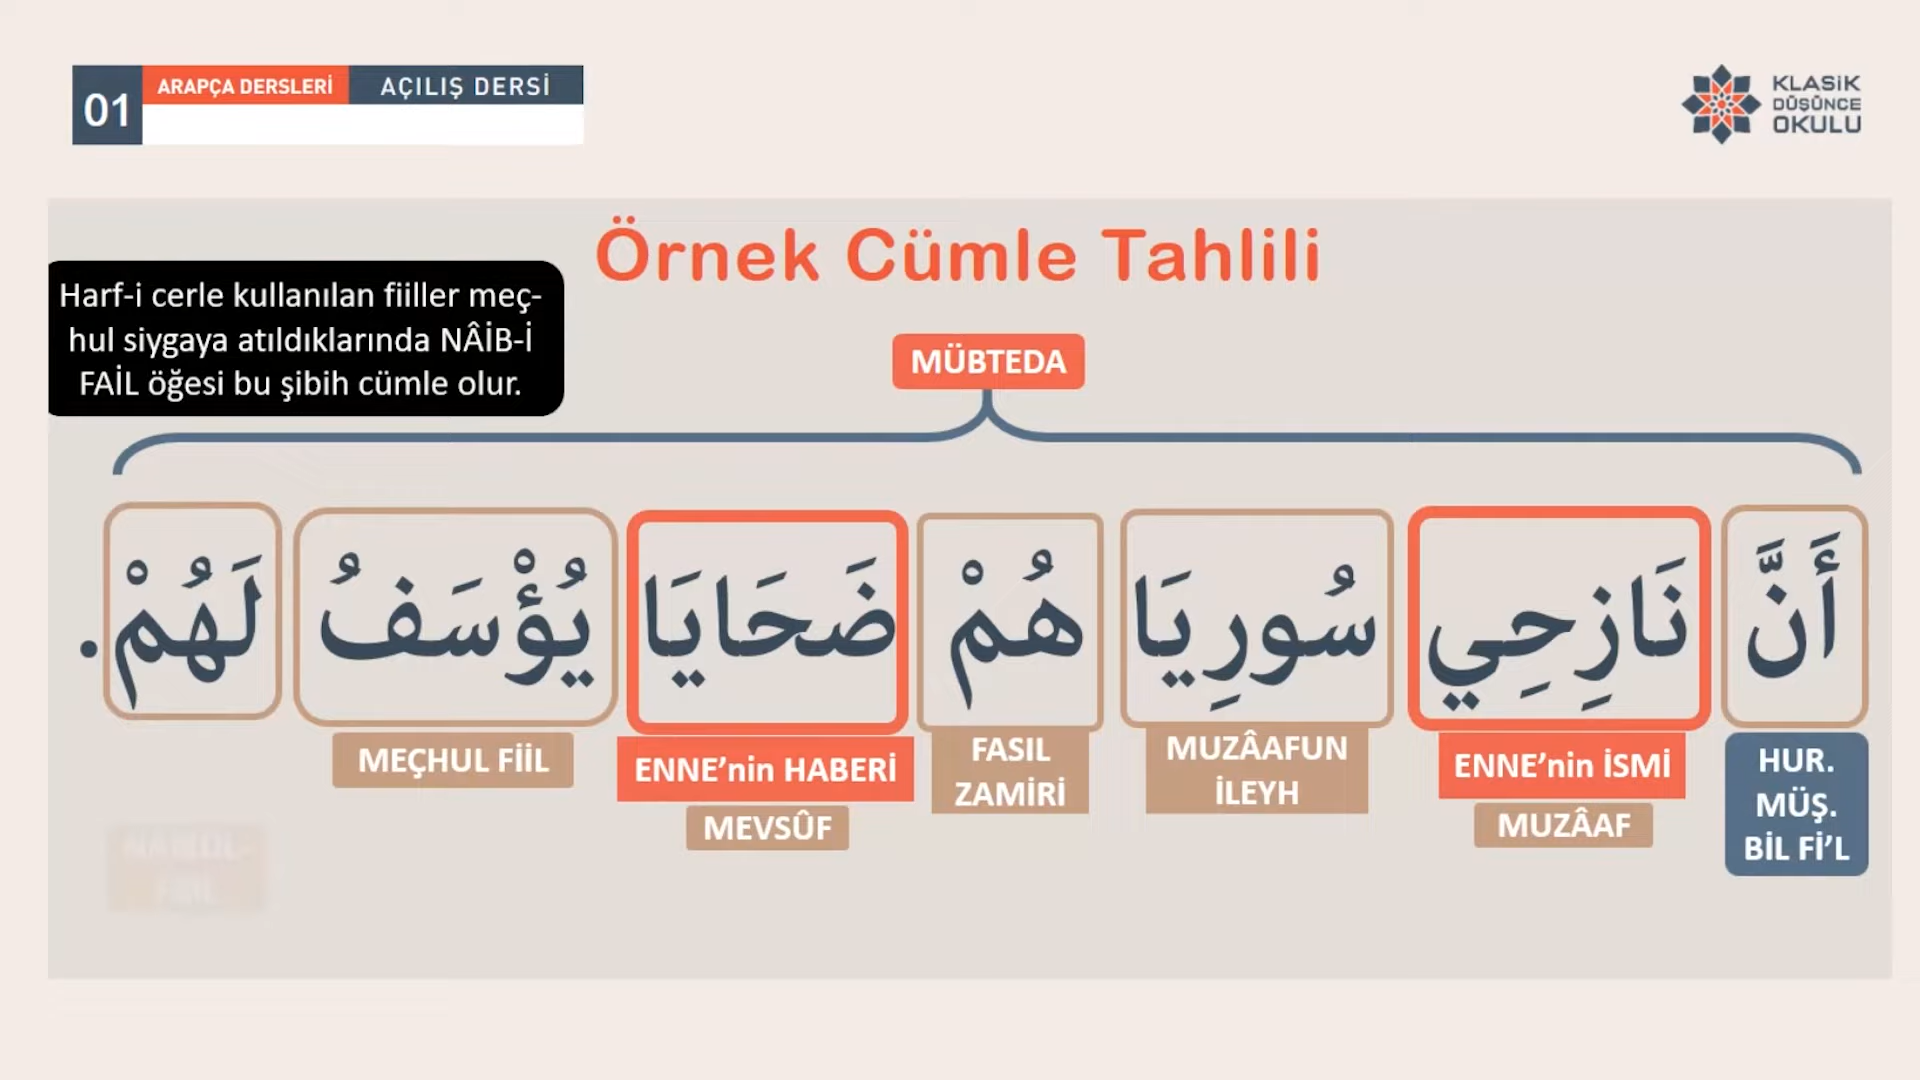 01
ARAPÇA DERSLERİ
AÇILIŞ DERSİ
KLASİK
DÜŞÜNCE
OKULU
Örnek Cümle Tahlili
Harf-i cerle kullanılan fiiller meç-
hul siygaya atıldıklarında NÂİB-İ
FAİL öğesi bu şibih cümle olur.
MÜBTEDA
أَنَّ نَازِحِي سُورِيَا هُمْ ضَحَايَا يُؤْسَفُ لَهُمْ.
HUR.
MÜŞ.
BİL Fİ’L
ENNE’nin İSMİ
MUZÂAF
MUZÂAFUN
İLEYH
FASIL
ZAMİRİ
ENNE’nin HABERİ
MEVSÛF
MEÇHUL FİİL